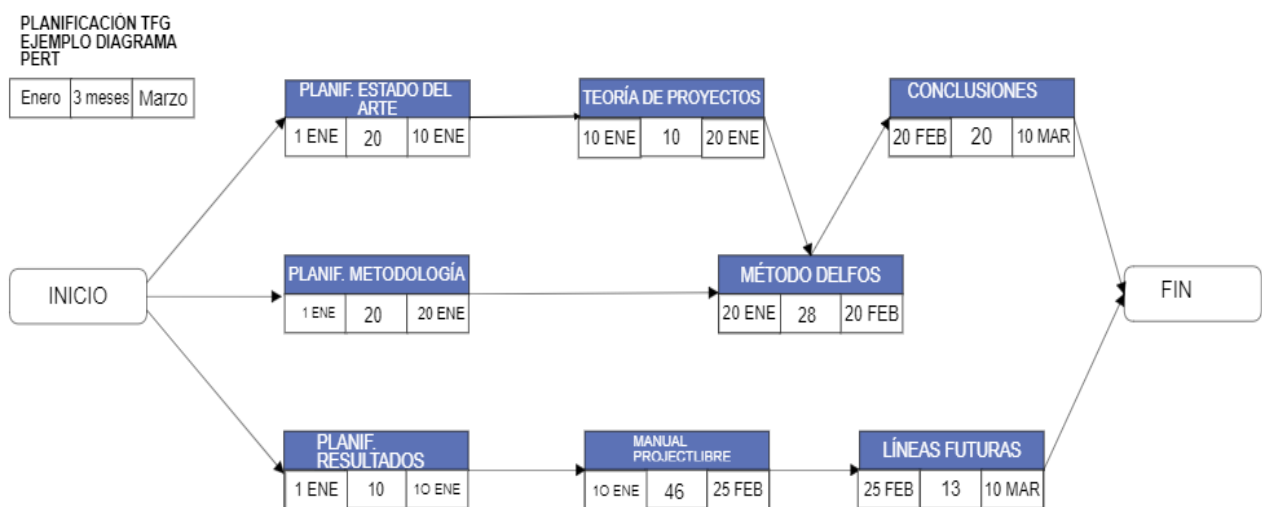 PLANIFICACIÓN TFG
EJEMPLO DIAGRAMA
PERT
Enero 3 meses Marzo
PLANIF. ESTADO DEL
ARTE
1 ENE 20 10 ENE
TEORÍA DE PROYECTOS
10 ENE 10 20 ENE
CONCLUSIONES
20 FEB 20 10 MAR
INICIO
PLANIF. METODOLOGÍA
1 ENE 20 20 ENE
MÉTODO DELFOS
20 ENE 28 20 FEB
FIN
PLANIF.
RESULTADOS
1 ENE 10 1O ENE
MANUAL
PROJECTLIBRE
1O ENE 46 25 FEB
LÍNEAS FUTURAS
25 FEB 13 10 MAR